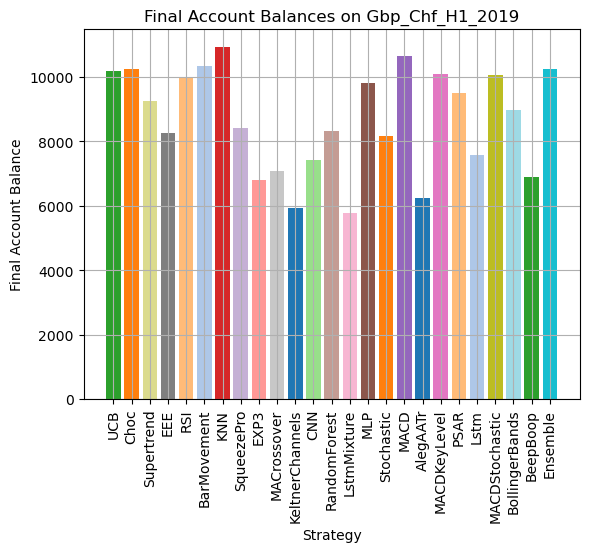 Final Account Balances on Gbp_Chf_H1_2019
Final Account Balance
10000
8000
6000
4000
2000
0
UCB
Choc
Supertrend
EEE
RSI
BarMovement
KNN
SqueezePro
EXP3
MACrossover
KeltnerChannels
CNN
RandomForest
LstmMixture
MLP
Stochastic
MACD
AlegAATr
MACDKeyLevel
PSAR
Lstm
MACDStochastic
BollingerBands
BeepBoop
Ensemble
Strategy